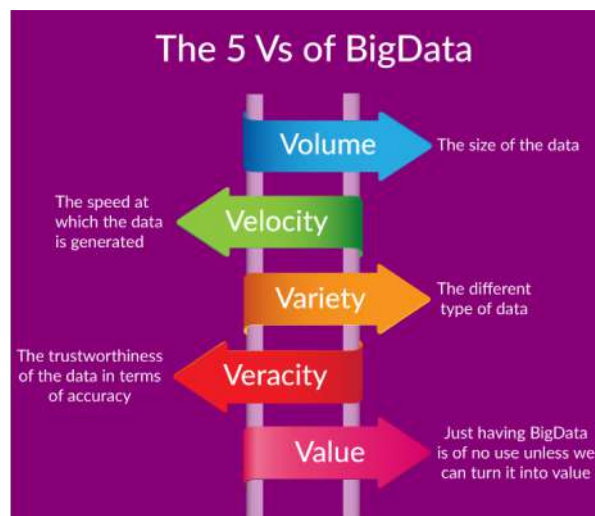 The 5 Vs of BigData
Volume
The size of the data
The speed at
which the data
is generated
Velocity
Variety
The different
type of data
The trustworthiness
of the data in terms
of accuracy
Veracity
Value
Just having BigData
is of no use unless we
can turn it into value